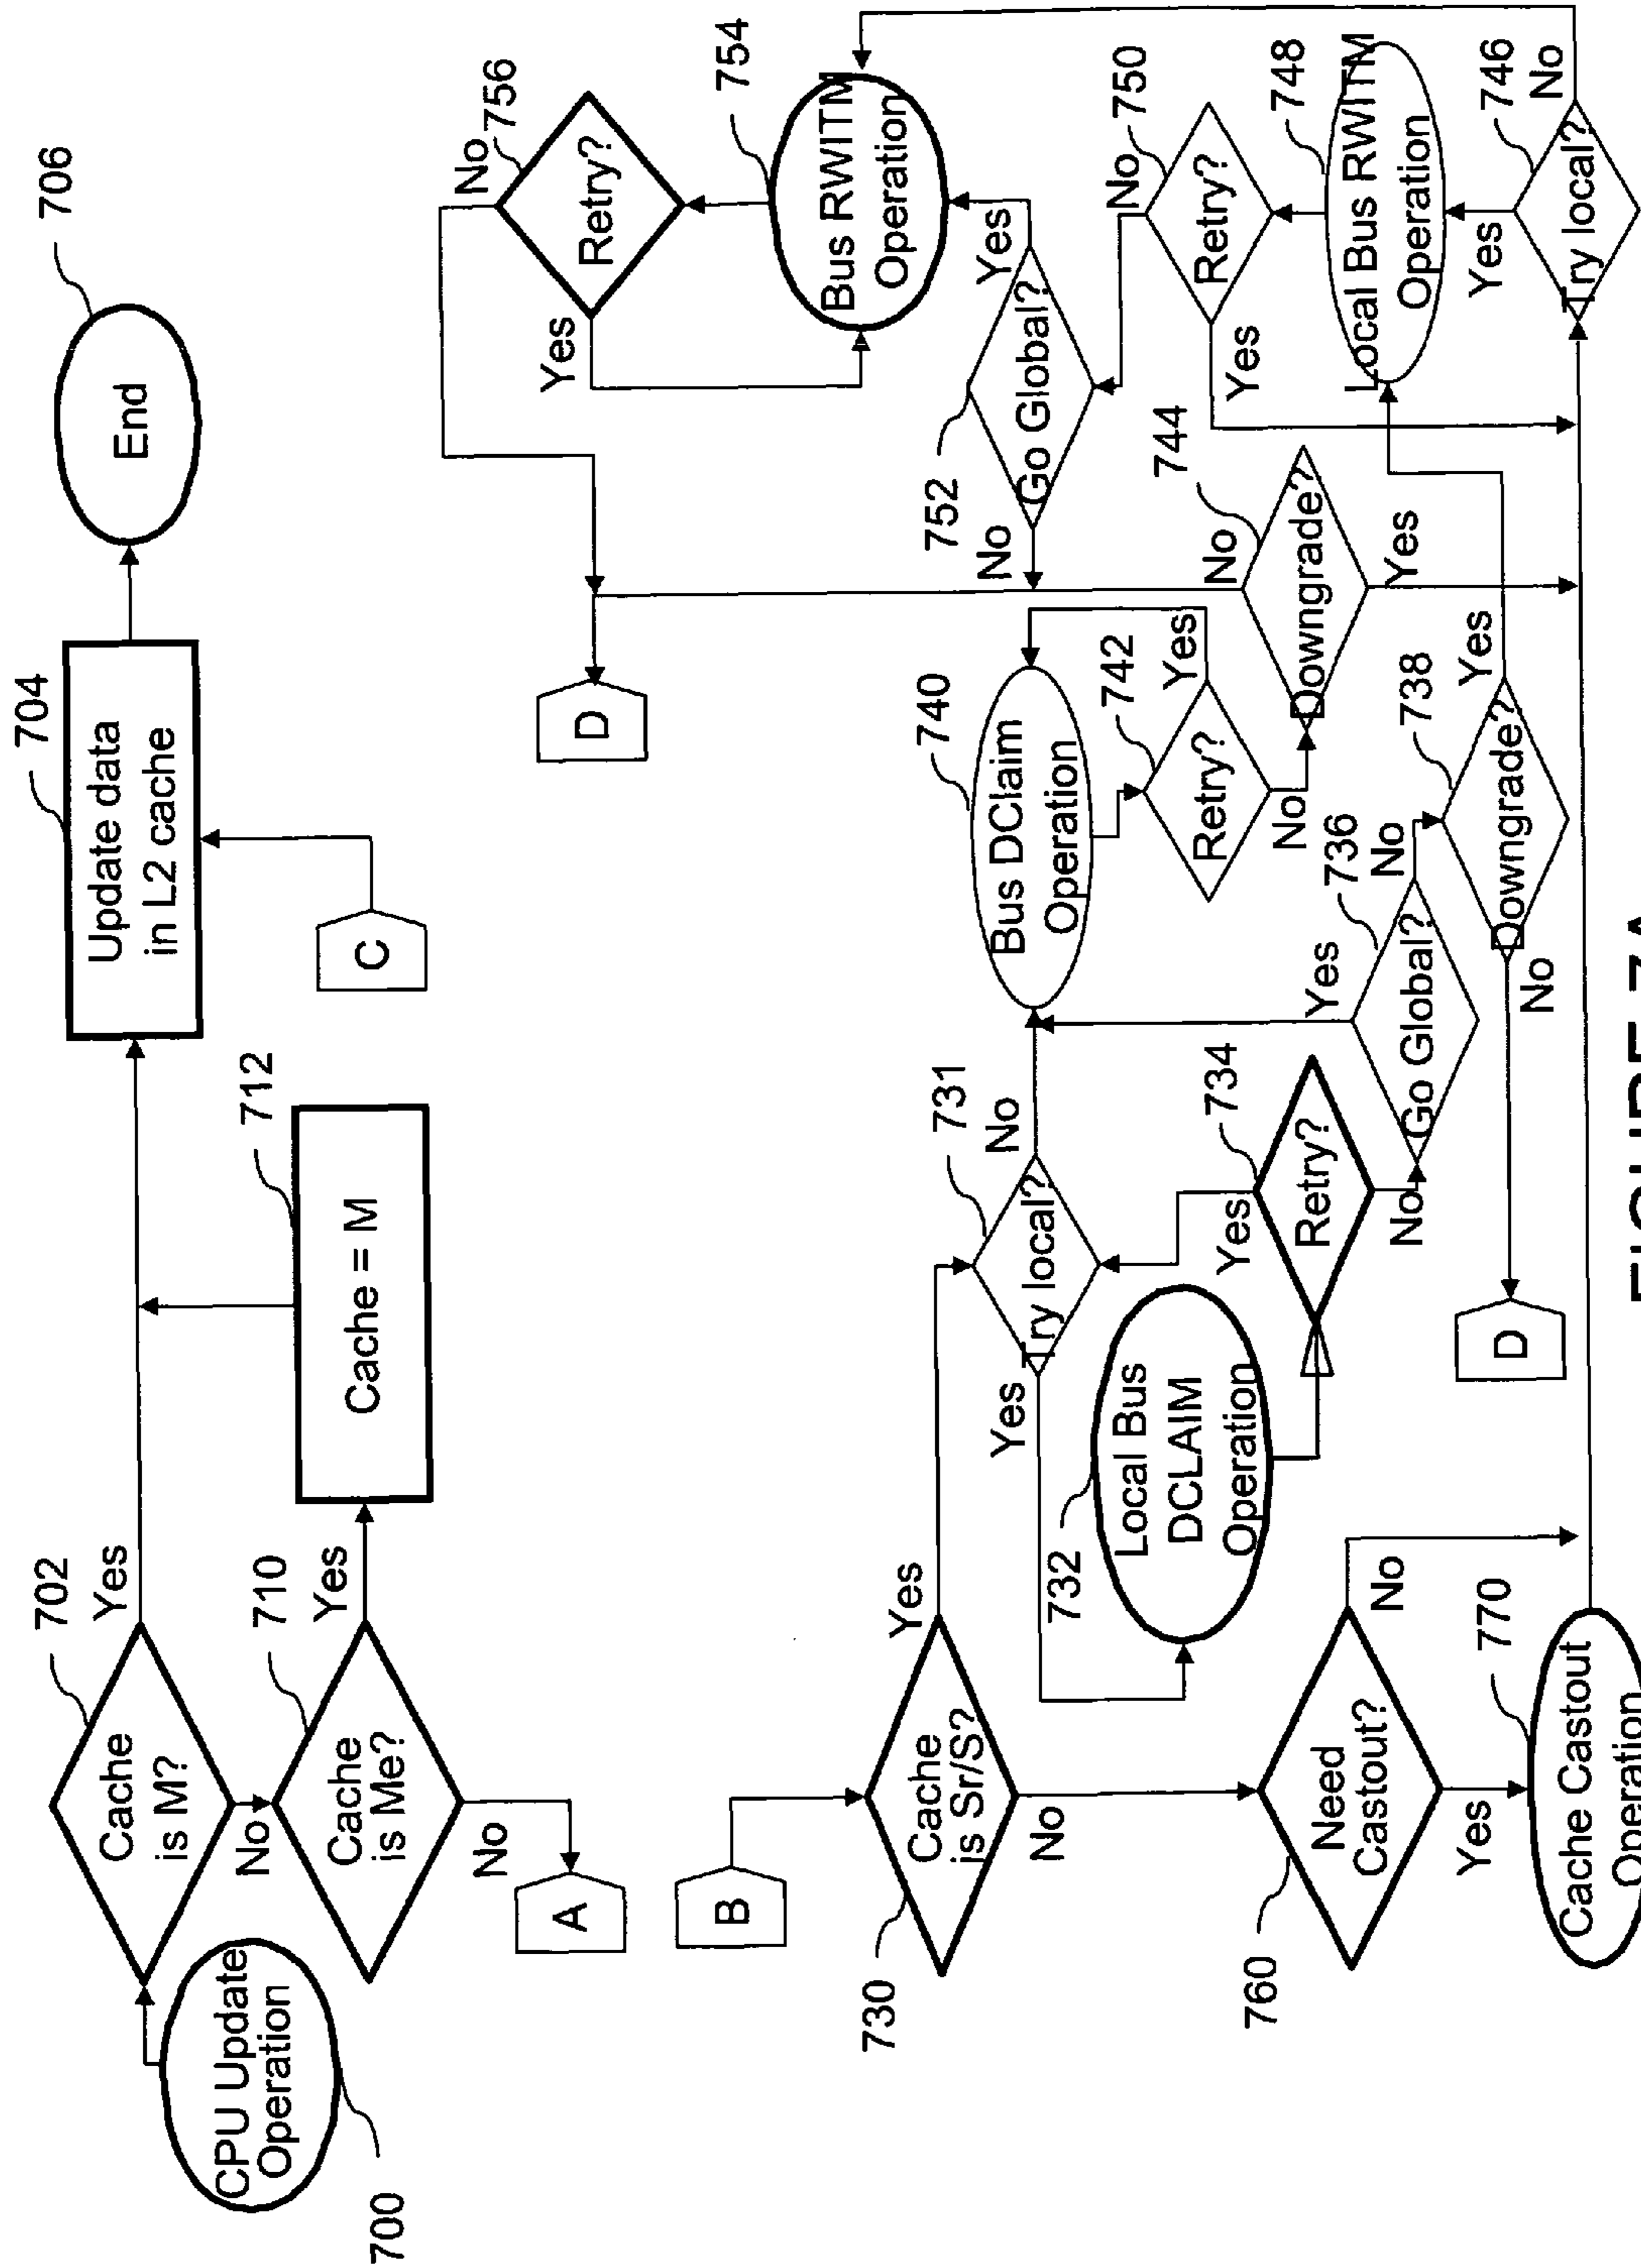 700
CPU Update
Operation
702
Cache
is M?
Yes
No
704
Update data
in L2 cache
706
End
710
Cache
is Me?
Yes
No
712
Cache = M
A
C
B
730
Cache
is Sr/S?
Yes
No
731
Try local?
Yes
No
732
Local Bus
DCLAIM
Operation
734
Retry?
Yes
No
736
Go Global?
Yes
No
738
Downgrade?
Yes
No
D
740
Bus DClaim
Operation
742
Retry?
Yes
No
744
Downgrade?
No
Yes
D
746
Try local?
Yes
No
748
Local Bus RWITM
Operation
750
Retry?
No
Yes
752
Go Global?
Yes
No
754
Bus RWITM
Operation
756
Retry?
No
Yes
760
Need
Castout?
No
Yes
770
Cache Castout
Operation
FIGURE 7A